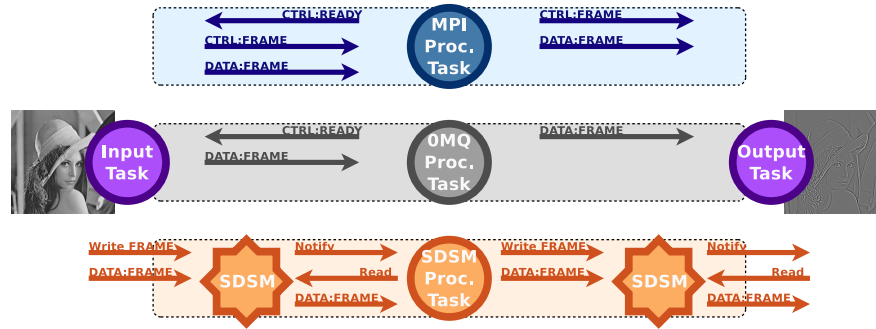 CTRL:READY
CTRL:FRAME
DATA:FRAME
MPI
Proc.
Task
CTRL:FRAME
DATA:FRAME
Input
Task
CTRL:READY
DATA:FRAME
0MQ
Proc.
Task
DATA:FRAME
Output
Task
Write FRAME
DATA:FRAME
SDSM
Notify
Read
DATA:FRAME
SDSM
Proc.
Task
Write FRAME
DATA:FRAME
SDSM
Notify
Read
DATA:FRAME